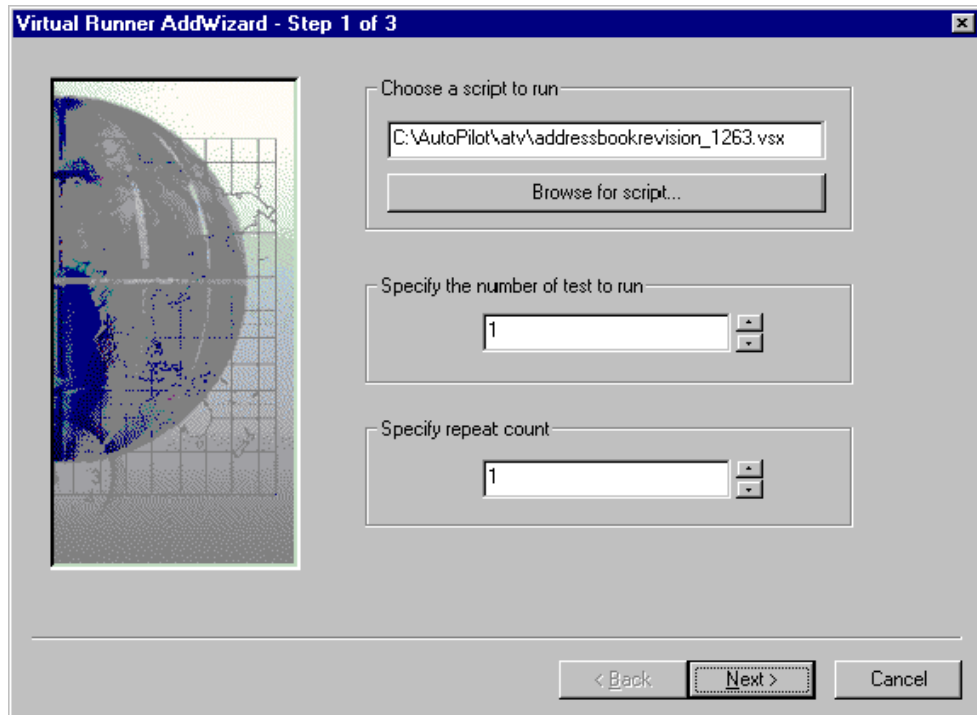 Virtual Runner AddWizard - Step 1 of 3
Choose a script to run
C:\AutoPilot\atv\addressbookrevision_1263.vsx
Browse for script...
Specify the number of test to run
1
Specify repeat count
1
< Back
Next >
Cancel